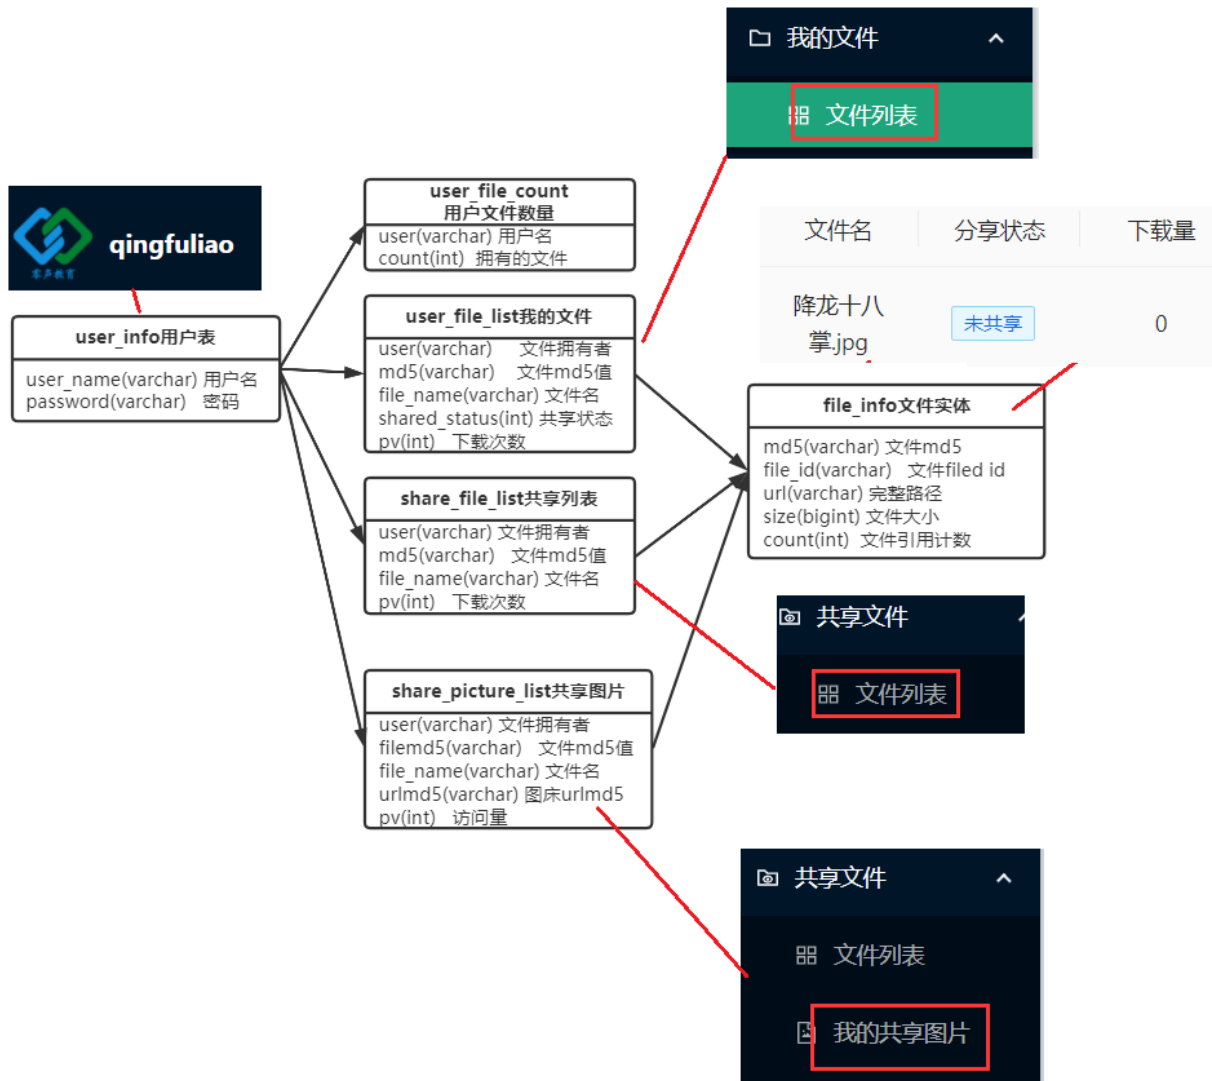 我的文件
文件列表
qingfuliao
零声教育
user_file_count
用户文件数量
user(varchar) 用户名
count(int) 拥有的文件
文件名 分享状态 下载量
降龙十八
掌.jpg
未共享
0
user_info用户表
user_name(varchar) 用户名
password(varchar) 密码
user_file_list我的文件
user(varchar) 文件拥有者
md5(varchar) 文件md5值
file_name(varchar) 文件名
shared_status(int) 共享状态
pv(int) 下载次数
file_info文件实体
md5(varchar) 文件md5
file_id(varchar) 文件filed id
url(varchar) 完整路径
size(bigint) 文件大小
count(int) 文件引用计数
share_file_list共享列表
user(varchar) 文件拥有者
md5(varchar) 文件md5值
file_name(varchar) 文件名
pv(int) 下载次数
共享文件
文件列表
share_picture_list共享图片
user(varchar) 文件拥有者
filemd5(varchar) 文件md5值
file_name(varchar) 文件名
urlmd5(varchar) 图床urlmd5
pv(int) 访问量
共享文件
文件列表
我的共享图片